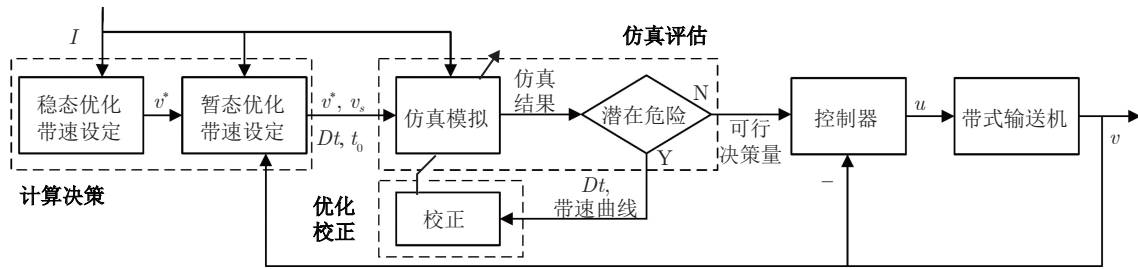 I
仿真评估
稳态优化
带速设定
v*
暂态优化
带速设定
v*, vₛ
Dt, t₀
仿真模拟
仿真
结果
潜在危险
N
可行
决策量
Y
控制器
u
带式输送机
v
−
计算决策
优化
校正
校正
Dt,
带速曲线